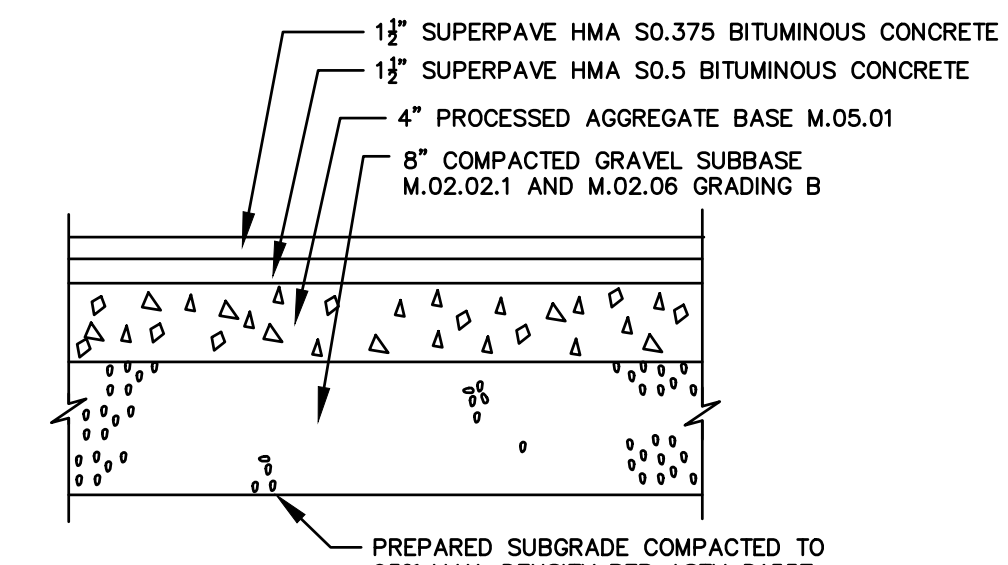 1½" SUPERPAVE HMA S0.375 BITUMINOUS CONCRETE
1½" SUPERPAVE HMA S0.5 BITUMINOUS CONCRETE
4" PROCESSED AGGREGATE BASE M.05.01
8" COMPACTED GRAVEL SUBBASE
M.02.02.1 AND M.02.06 GRADING B
PREPARED SUBGRADE COMPACTED TO